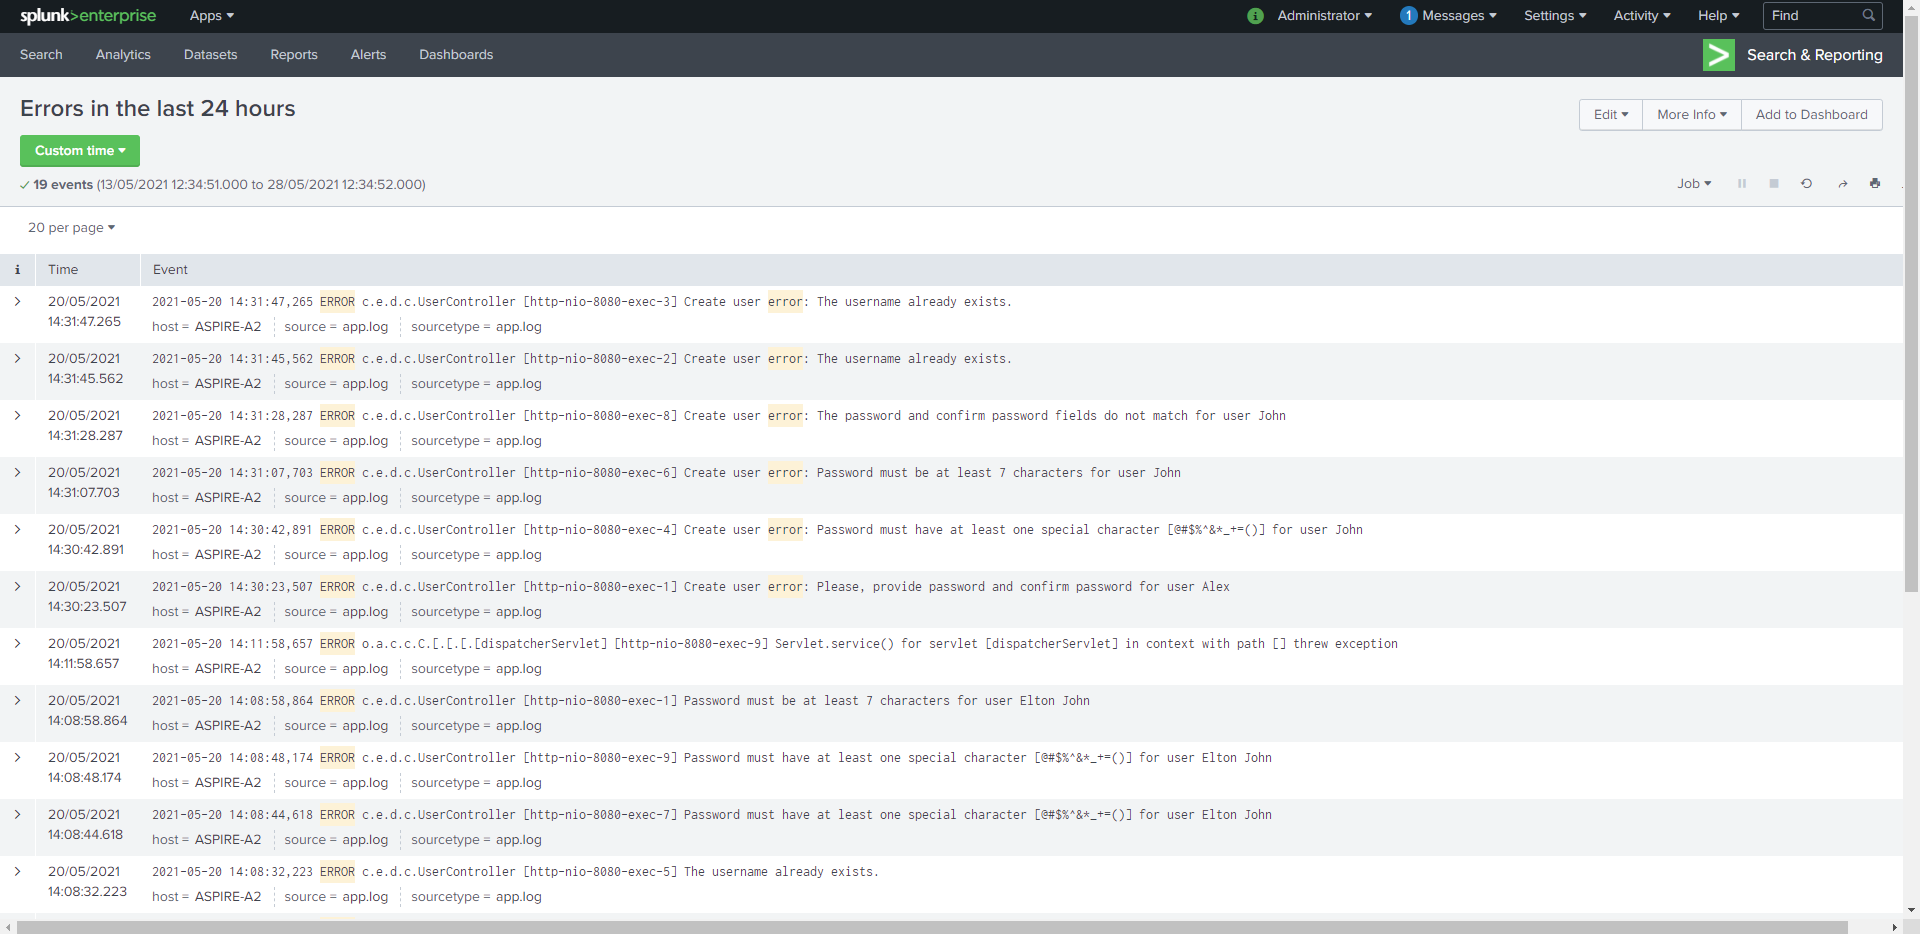 splunk>enterprise Apps Administrator 1 Messages Settings Activity Help Find
Search Analytics Datasets Reports Alerts Dashboards Search & Reporting
Errors in the last 24 hours
Edit More Info Add to Dashboard
Custom time
19 events (13/05/2021 12:34:51.000 to 28/05/2021 12:34:52.000)
Job
20 per page
i Time Event
20/05/2021 2021-05-20 14:31:47,265 ERROR c.e.d.c.UserController [http-nio-8080-exec-3] Create user error: The username already exists.
14:31:47.265 host = ASPIRE-A2 source = app.log sourcetype = app.log
20/05/2021 2021-05-20 14:31:45,562 ERROR c.e.d.c.UserController [http-nio-8080-exec-2] Create user error: The username already exists.
14:31:45.562 host = ASPIRE-A2 source = app.log sourcetype = app.log
20/05/2021 2021-05-20 14:31:28,287 ERROR c.e.d.c.UserController [http-nio-8080-exec-8] Create user error: The password and confirm password fields do not match for user John
14:31:28.287 host = ASPIRE-A2 source = app.log sourcetype = app.log
20/05/2021 2021-05-20 14:31:07,703 ERROR c.e.d.c.UserController [http-nio-8080-exec-6] Create user error: Password must be at least 7 characters for user John
14:31:07.703 host = ASPIRE-A2 source = app.log sourcetype = app.log
20/05/2021 2021-05-20 14:30:42,891 ERROR c.e.d.c.UserController [http-nio-8080-exec-4] Create user error: Password must have at least one special character [@#$%^&*_+=()] for user John
14:30:42.891 host = ASPIRE-A2 source = app.log sourcetype = app.log
20/05/2021 2021-05-20 14:30:23,507 ERROR c.e.d.c.UserController [http-nio-8080-exec-1] Create user error: Please, provide password and confirm password for user Alex
14:30:23.507 host = ASPIRE-A2 source = app.log sourcetype = app.log
20/05/2021 2021-05-20 14:11:58,657 ERROR o.a.c.c.C.[.[.[.[dispatcherServlet] [http-nio-8080-exec-9] Servlet.service() for servlet [dispatcherServlet] in context with path [] threw exception
14:11:58.657 host = ASPIRE-A2 source = app.log sourcetype = app.log
20/05/2021 2021-05-20 14:08:58,864 ERROR c.e.d.c.UserController [http-nio-8080-exec-1] Password must be at least 7 characters for user Elton John
14:08:58.864 host = ASPIRE-A2 source = app.log sourcetype = app.log
20/05/2021 2021-05-20 14:08:48,174 ERROR c.e.d.c.UserController [http-nio-8080-exec-9] Password must have at least one special character [@#$%^&*_+=()] for user Elton John
14:08:48.174 host = ASPIRE-A2 source = app.log sourcetype = app.log
20/05/2021 2021-05-20 14:08:44,618 ERROR c.e.d.c.UserController [http-nio-8080-exec-7] Password must have at least one special character [@#$%^&*_+=()] for user Elton John
14:08:44.618 host = ASPIRE-A2 source = app.log sourcetype = app.log
20/05/2021 2021-05-20 14:08:32,223 ERROR c.e.d.c.UserController [http-nio-8080-exec-5] The username already exists.
14:08:32.223 host = ASPIRE-A2 source = app.log sourcetype = app.log